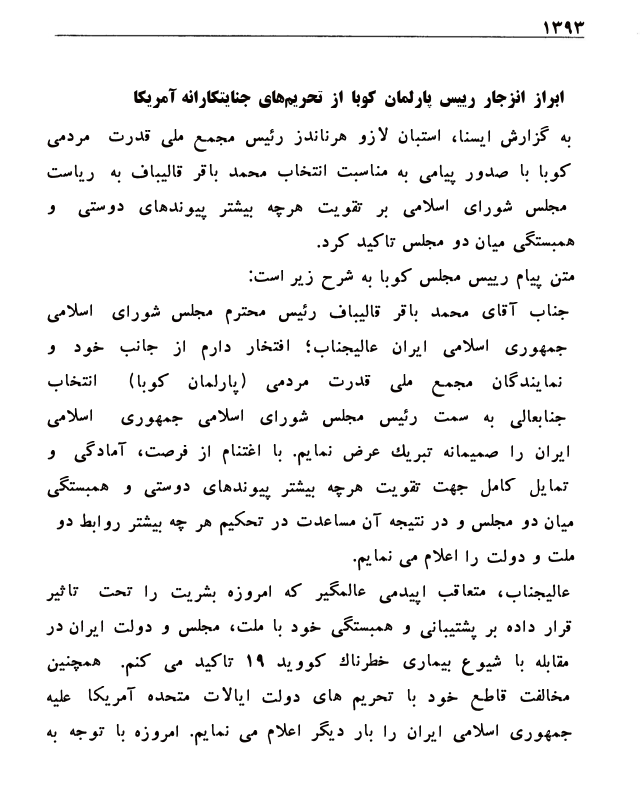 ۱۳۹۳
ابراز انزجار رییس پارلمان کوبا از تحریم‌های جنایتکارانه آمریکا
به گزارش ایسنا، استبان لازو هرناندز رئیس مجمع ملی قدرت مردمی
کوبا با صدور پیامی به مناسبت انتخاب محمد باقر قالیباف به ریاست
مجلس شورای اسلامی بر تقویت هرچه بیشتر پیوندهای دوستی و
همبستگی میان دو مجلس تاکید کرد.
متن پیام رییس مجلس کوبا به شرح زیر است:
جناب آقای محمد باقر قالیباف رئیس محترم مجلس شورای اسلامی
جمهوری اسلامی ایران عالیجناب؛ افتخار دارم از جانب خود و
نمایندگان مجمع ملی قدرت مردمی (پارلمان کوبا) انتخاب
جنابعالی به سمت رئیس مجلس شورای اسلامی جمهوری اسلامی
ایران را صمیمانه تبریك عرض نمایم. با اغتنام از فرصت، آمادگی و
تمایل کامل جهت تقویت هرچه بیشتر پیوندهای دوستی و همبستگی
میان دو مجلس و در نتیجه آن مساعدت در تحکیم هر چه بیشتر روابط دو
ملت و دولت را اعلام می نمایم.
عالیجناب، متعاقب اپیدمی عالمگیر که امروزه بشریت را تحت تاثیر
قرار داده بر پشتیبانی و همبستگی خود با ملت، مجلس و دولت ایران در
مقابله با شیوع بیماری خطرناك کووید ۱۹ تاکید می کنم. همچنین
مخالفت قاطع خود با تحریم های دولت ایالات متحده آمریکا علیه
جمهوری اسلامی ایران را بار دیگر اعلام می نمایم. امروزه با توجه به